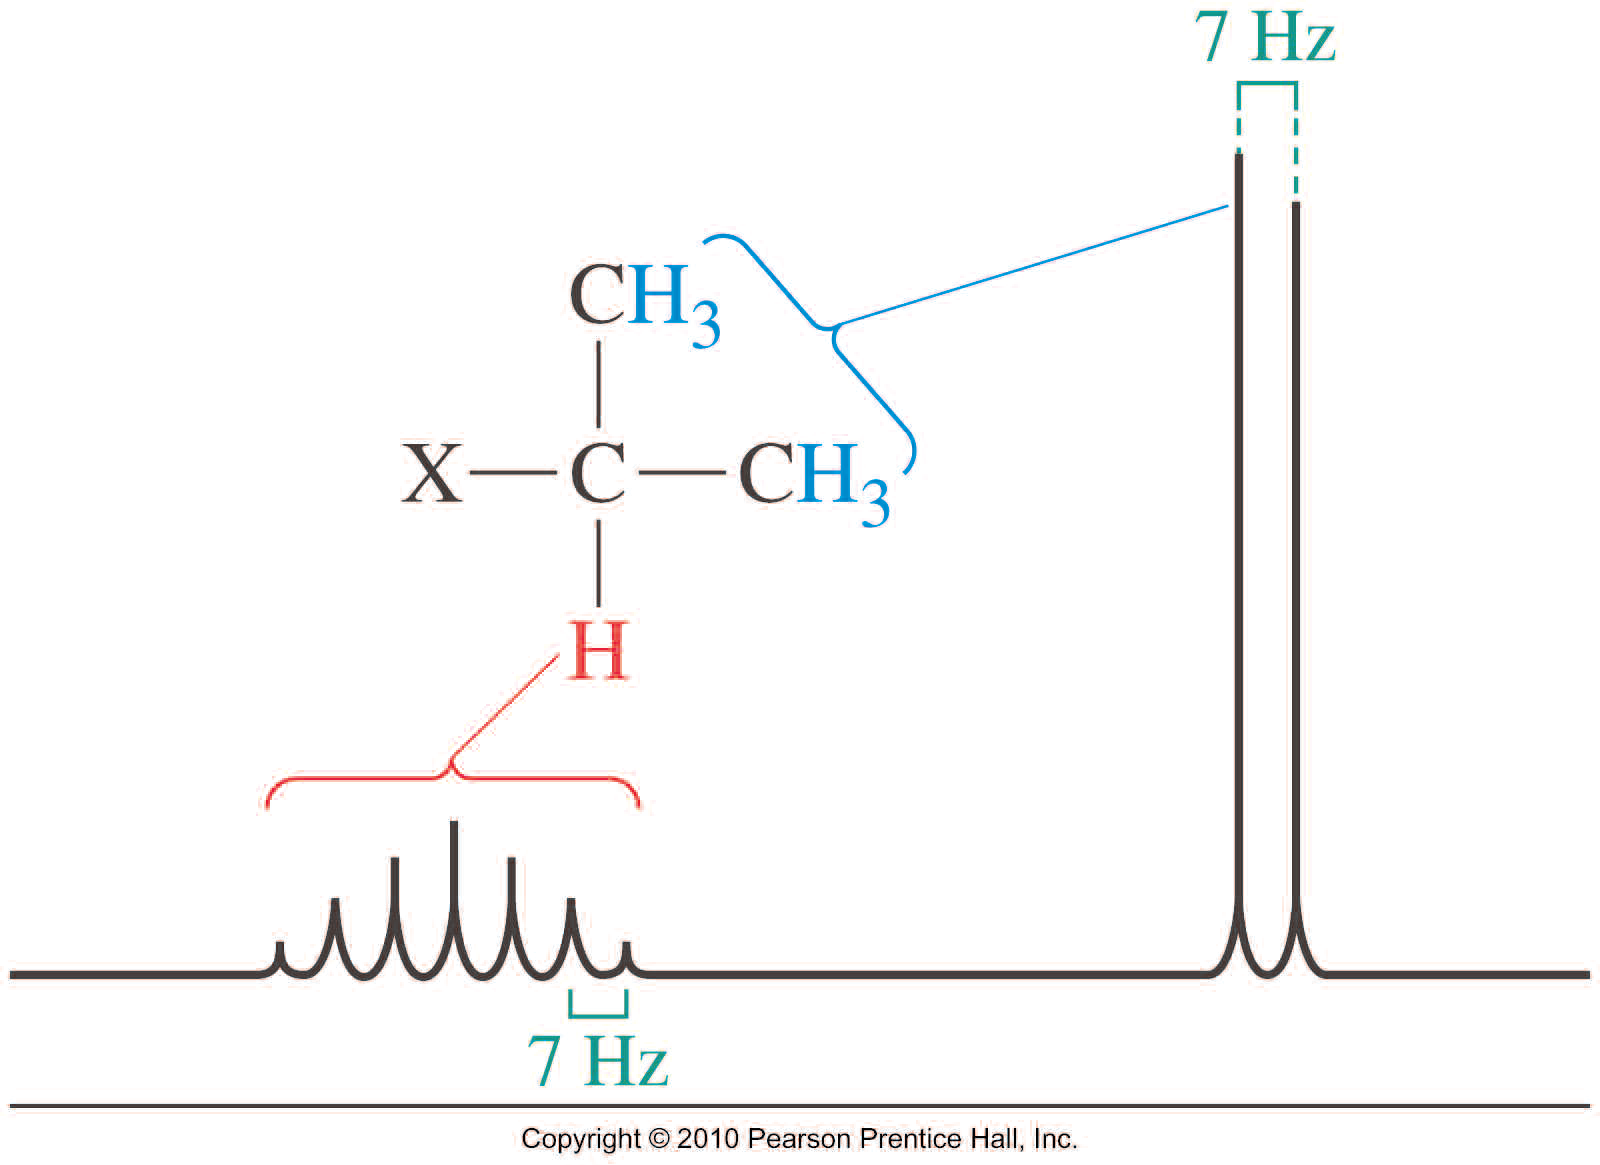 7 Hz
CH₃
X—C—CH₃
H
7 Hz
Copyright © 2010 Pearson Prentice Hall, Inc.